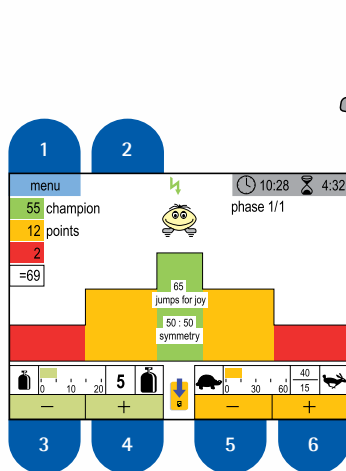 1 2
menu 10:28 4:32
55 champion phase 1/1
12 points
2
=69
65
jumps for joy
50 : 50
symmetry
0 10 20 5 0 30 60 40
15
− + − +
3 4 5 6